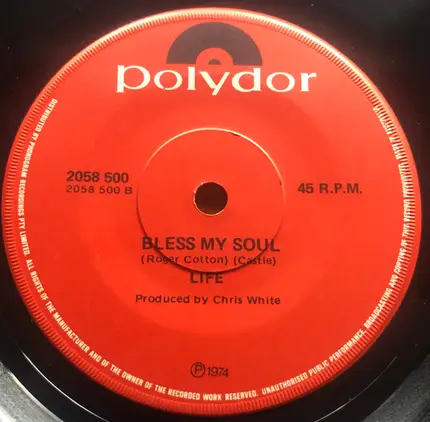 polydor
2058 500
2058 500 B
45 R.P.M.
BLESS MY SOUL
(Roger Cotton) (Castle)
LIFE
Produced by Chris White
℗ 1974
DISTRIBUTED BY PHONOGRAM RECORDINGS PTY LIMITED. ALL RIGHTS OF THE MANUFACTURER AND OF THE OWNER OF THE RECORDED WORK RESERVED. UNAUTHORISED PUBLIC PERFORMANCE, BROADCASTING AND COPYING OF THIS RECORD